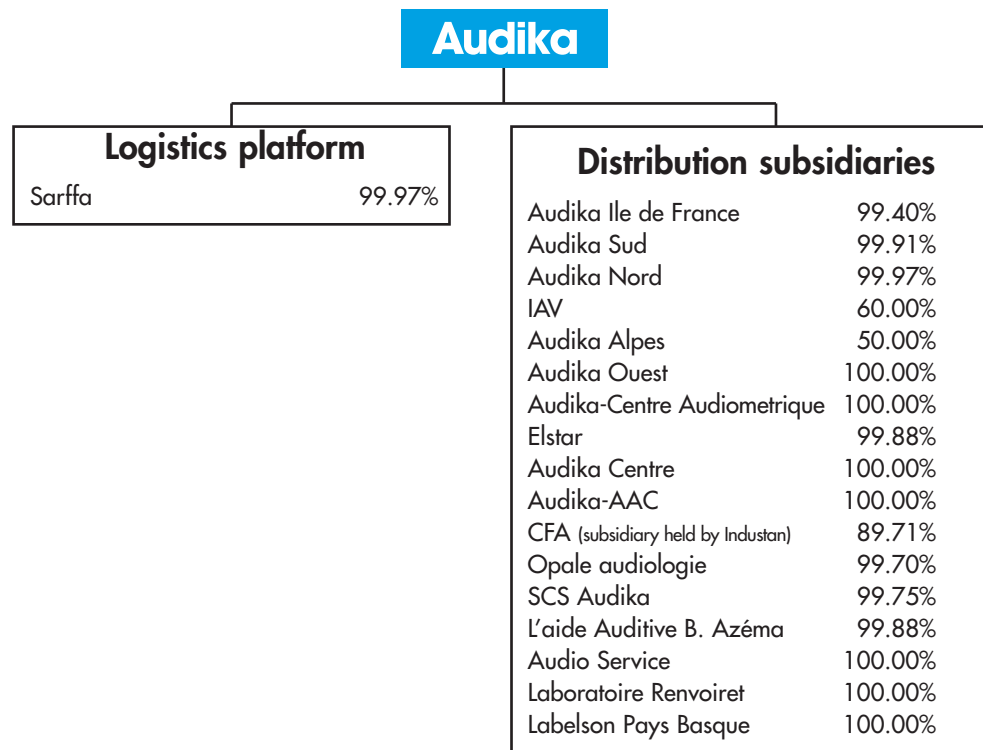 Audika
Logistics platform
Sarffa 99.97%
Distribution subsidiaries
Audika Ile de France 99.40%
Audika Sud 99.91%
Audika Nord 99.97%
IAV 60.00%
Audika Alpes 50.00%
Audika Ouest 100.00%
Audika-Centre Audiometrique 100.00%
Elstar 99.88%
Audika Centre 100.00%
Audika-AAC 100.00%
CFA (subsidiary held by Industan) 89.71%
Opale audiologie 99.70%
SCS Audika 99.75%
L'aide Auditive B. Azéma 99.88%
Audio Service 100.00%
Laboratoire Renvoiret 100.00%
Labelson Pays Basque 100.00%